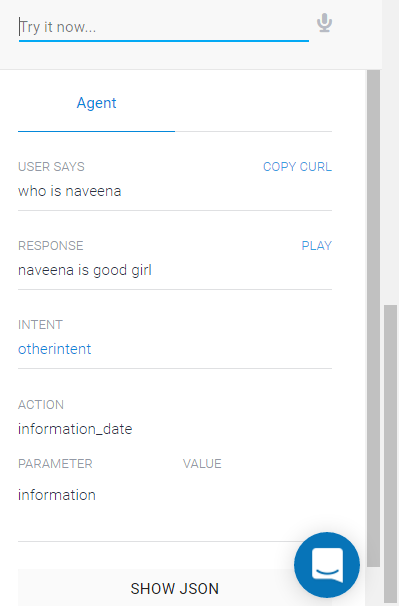 Try it now...
Agent
USER SAYS COPY CURL
who is naveena
RESPONSE PLAY
naveena is good girl
INTENT
otherintent
ACTION
information_date
PARAMETER VALUE
information
SHOW JSON